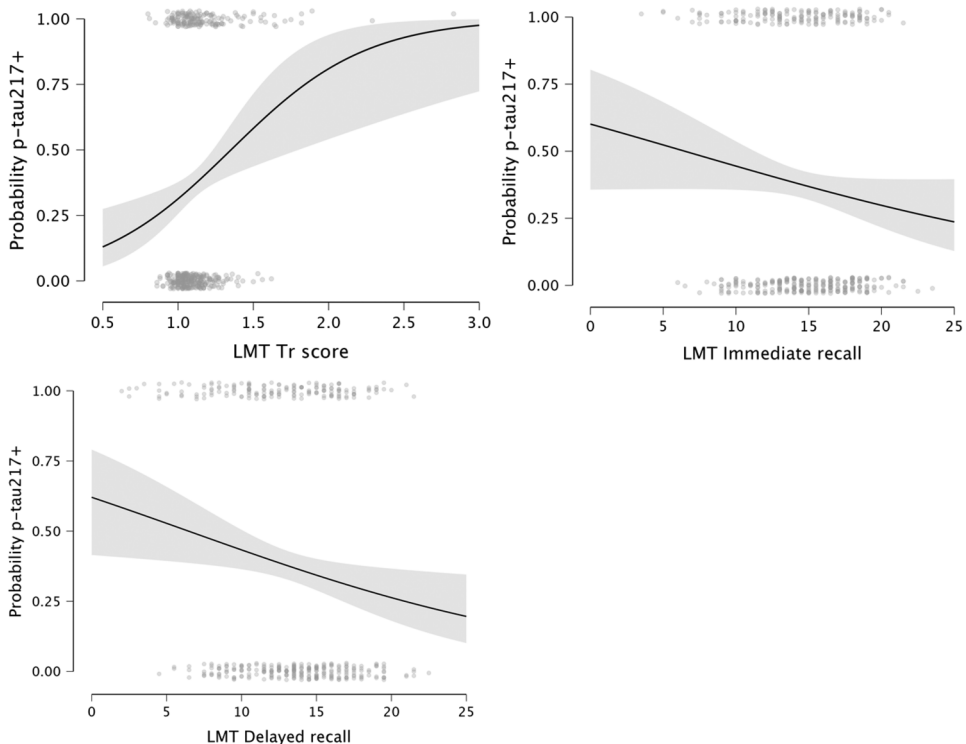 Probability p-tau217+
1.00
0.75
0.50
0.25
0.00
0.5 1.0 1.5 2.0 2.5 3.0
LMT Tr score
Probability p-tau217+
1.00
0.75
0.50
0.25
0.00
0 5 10 15 20 25
LMT Immediate recall
Probability p-tau217+
1.00
0.75
0.50
0.25
0.00
0 5 10 15 20 25
LMT Delayed recall